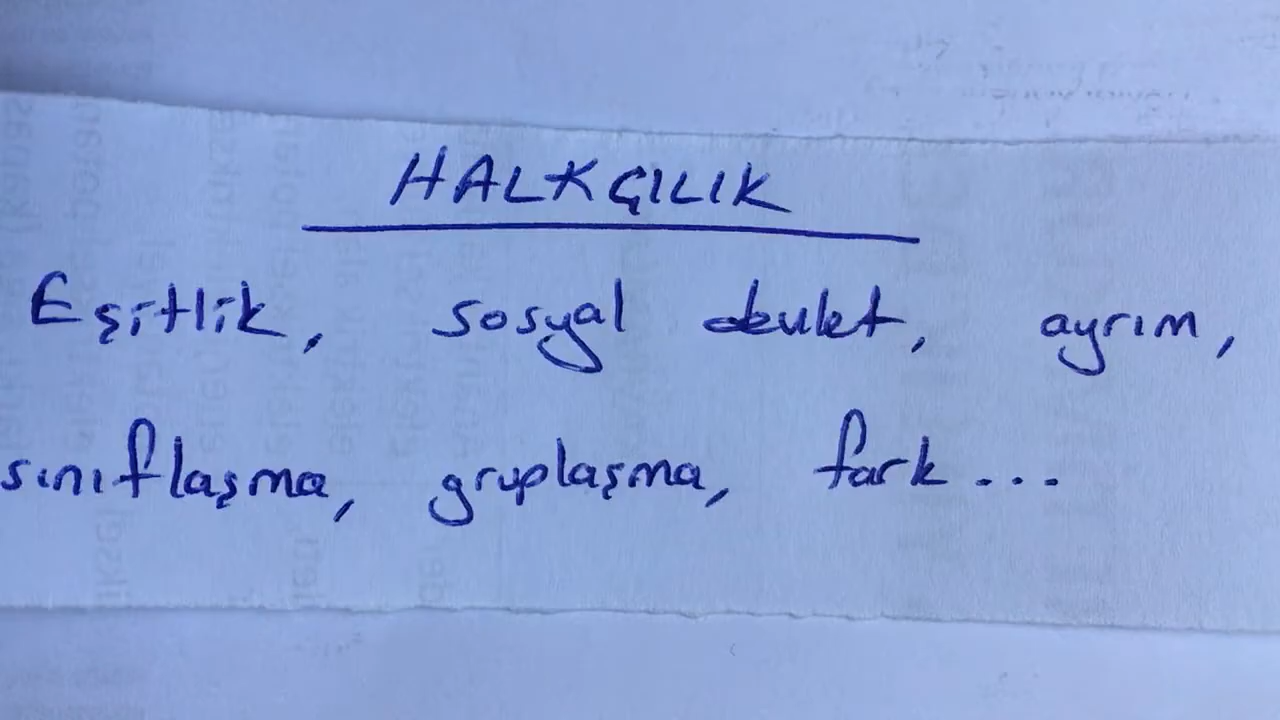 HALKÇILIK
Eşitlik, sosyal devlet, ayrım,
sınıflaşma, gruplaşma, fark...